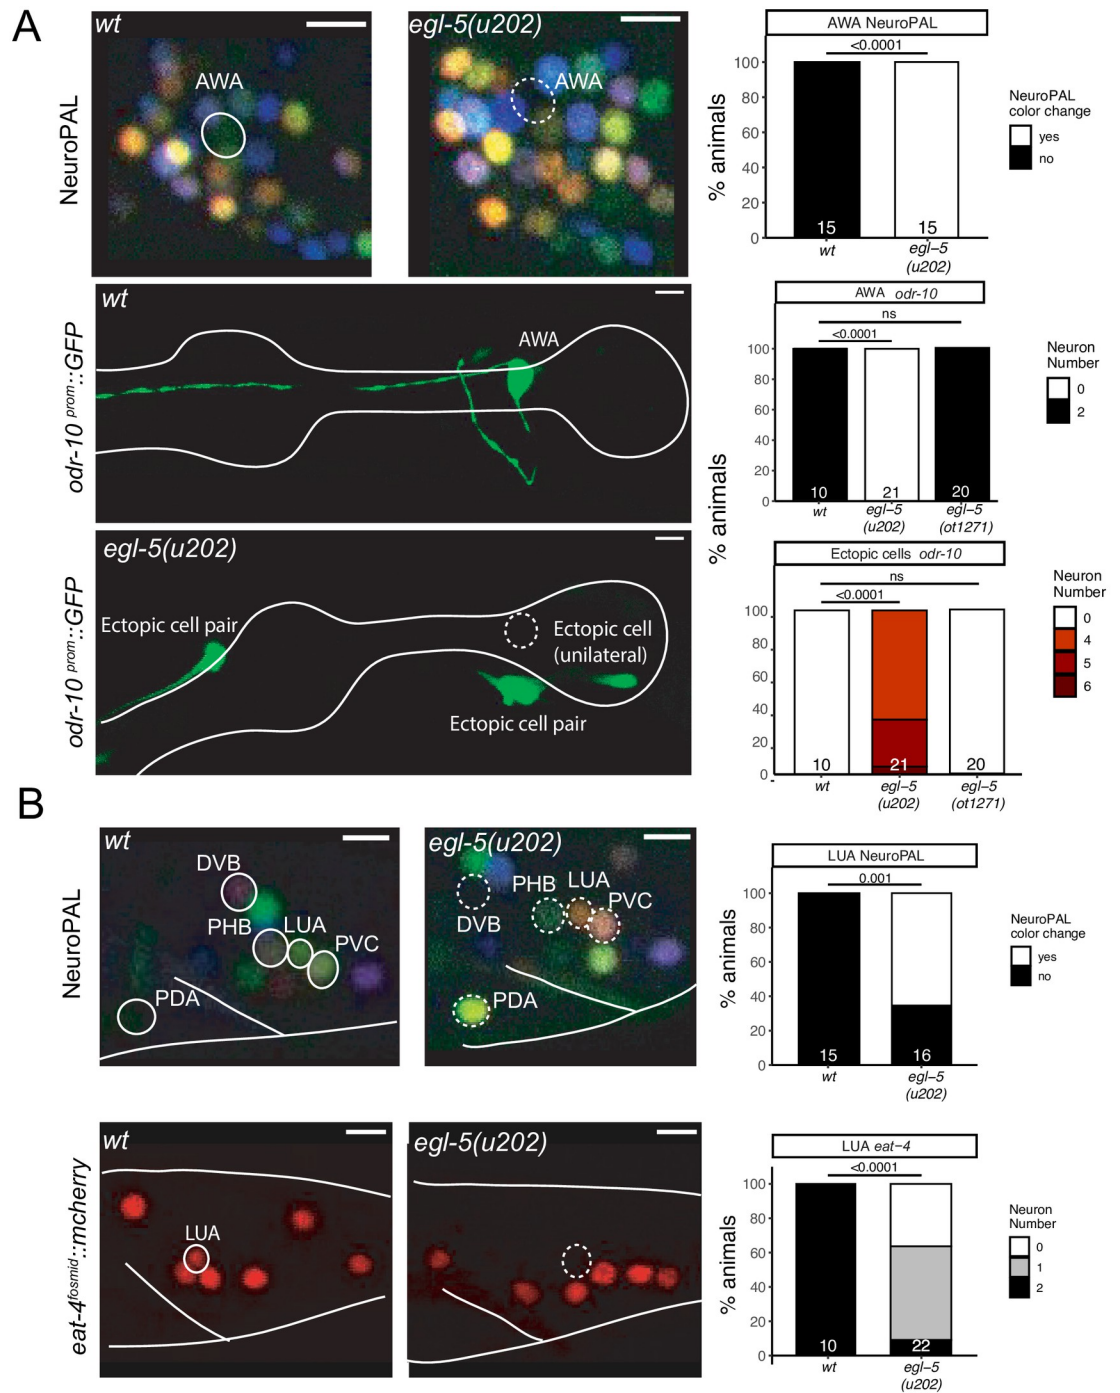 A
wt
AWA
NeuroPAL
egl-5(u202)
AWA
AWA NeuroPAL
<0.0001
% animals
100
80
60
40
20
0
15
15
wt
egl–5
(u202)
NeuroPAL
color change
yes
no
wt
AWA
odr-10 prom::GFP
AWA odr-10
ns
<0.0001
100
80
60
40
20
0
10
21
20
wt
egl–5
(u202)
egl–5
(ot1271)
Neuron
Number
0
2
% animals
egl-5(u202)
Ectopic cell pair
Ectopic cell
(unilateral)
Ectopic cell pair
odr-10 prom::GFP
Ectopic cells odr-10
ns
<0.0001
100
80
60
40
20
0
10
21
20
wt
egl–5
(u202)
egl–5
(ot1271)
Neuron
Number
0
4
5
6
B
wt
DVB
PHB
LUA
PVC
PDA
NeuroPAL
egl-5(u202)
PHB
LUA
PVC
DVB
PDA
LUA NeuroPAL
0.001
% animals
100
80
60
40
20
0
15
16
wt
egl–5
(u202)
NeuroPAL
color change
yes
no
wt
LUA
eat-4fosmid::mcherry
egl-5(u202)
LUA eat–4
<0.0001
% animals
100
80
60
40
20
0
10
22
wt
egl–5
(u202)
Neuron
Number
0
1
2